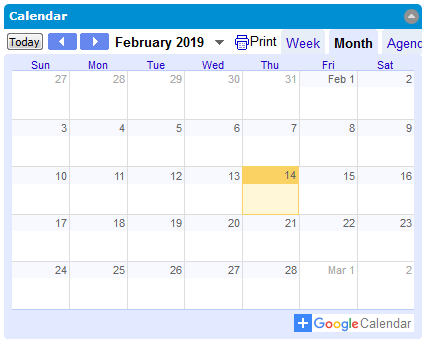 Calendar
Today February 2019 Print Week Month Agend
Sun Mon Tue Wed Thu Fri Sat
27 28 29 30 31 Feb 1 2
3 4 5 6 7 8 9
10 11 12 13 14 15 16
17 18 19 20 21 22 23
24 25 26 27 28 Mar 1 2
Google Calendar